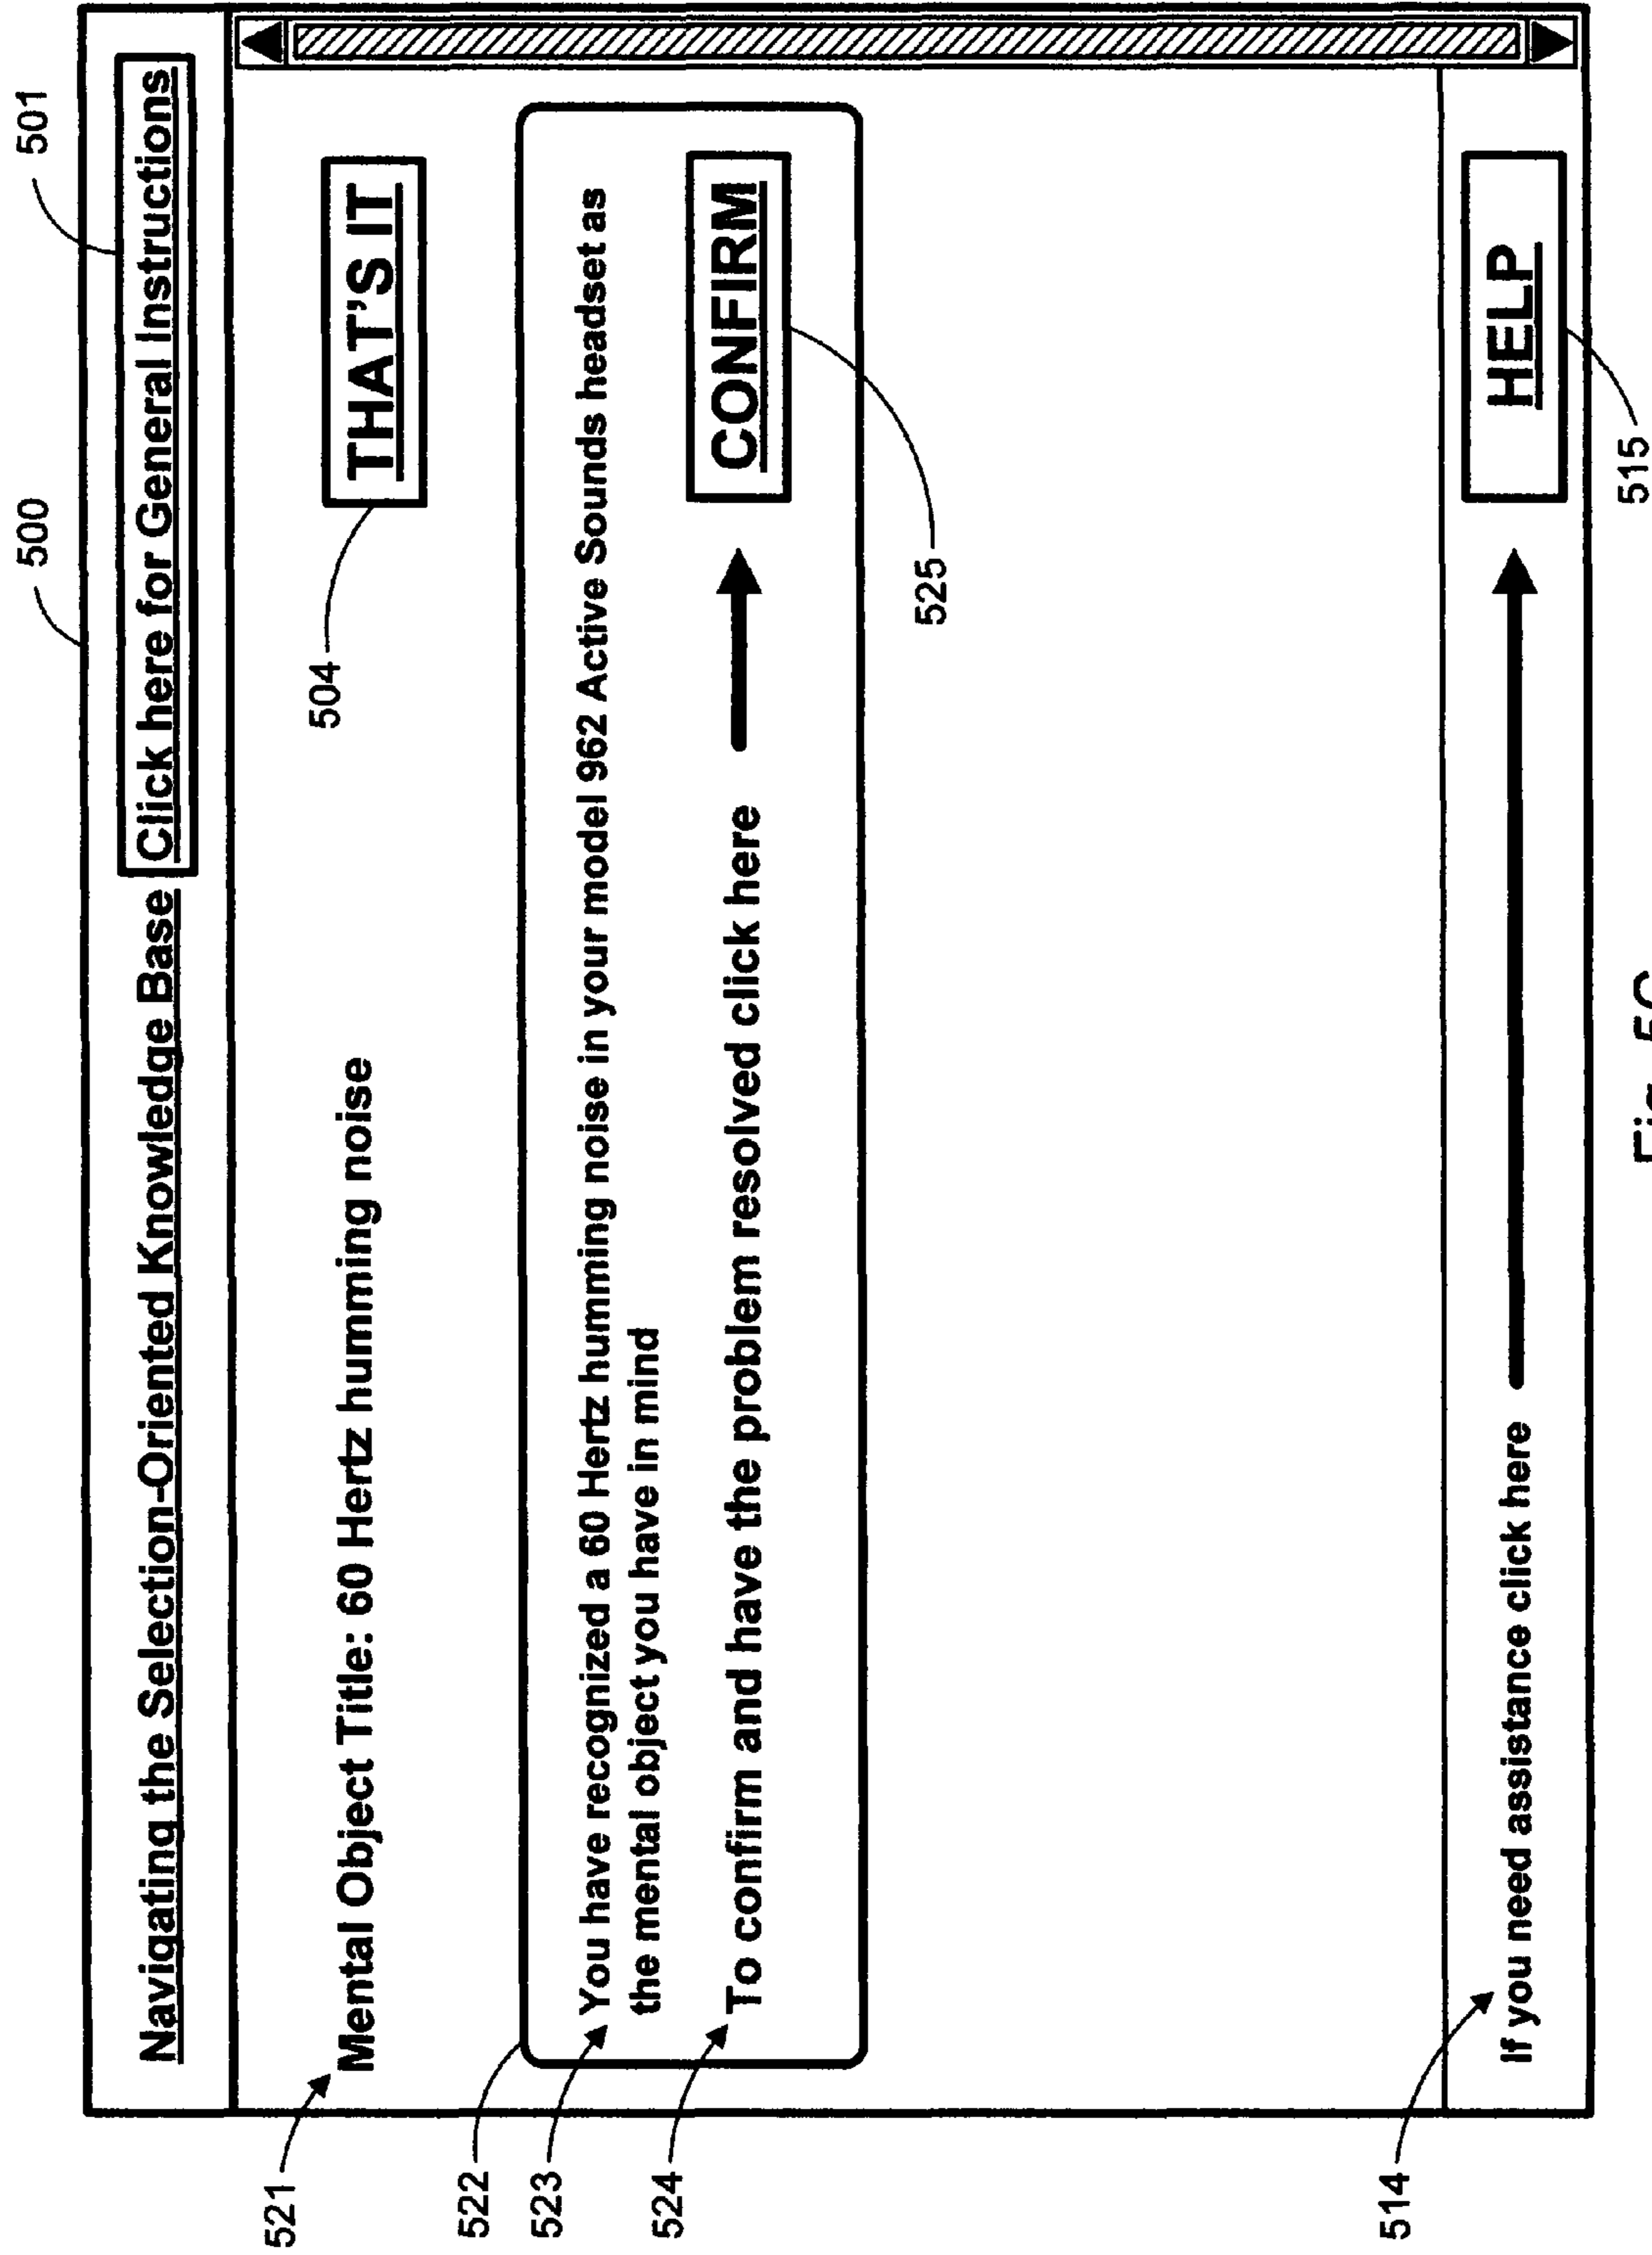 500
501
Navigating the Selection-Oriented Knowledge Base Click here for General Instructions
521
Mental Object Title: 60 Hertz humming noise
THAT'S IT
504
522
523
You have recognized a 60 Hertz humming noise in your model 962 Active Sounds headset as
the mental object you have in mind
524
To confirm and have the problem resolved click here
CONFIRM
525
514
If you need assistance click here
HELP
515